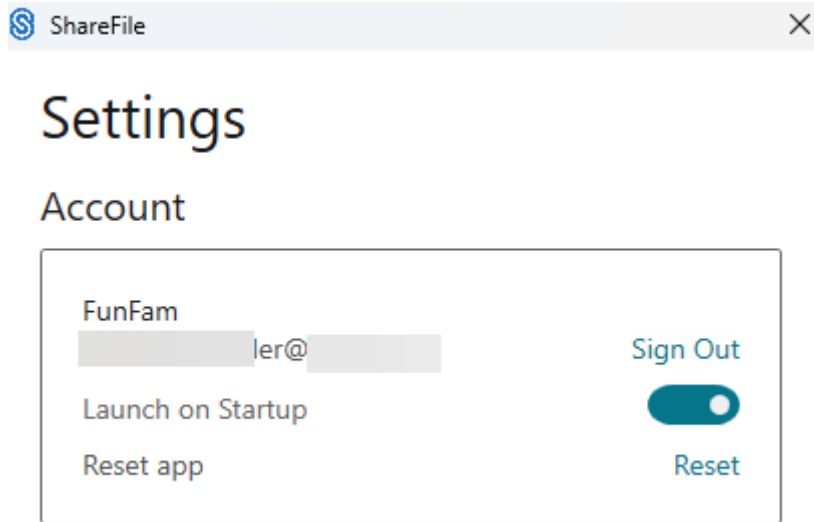 ShareFile
Settings
Account
FunFam
ler@
Sign Out
Launch on Startup
Reset app
Reset